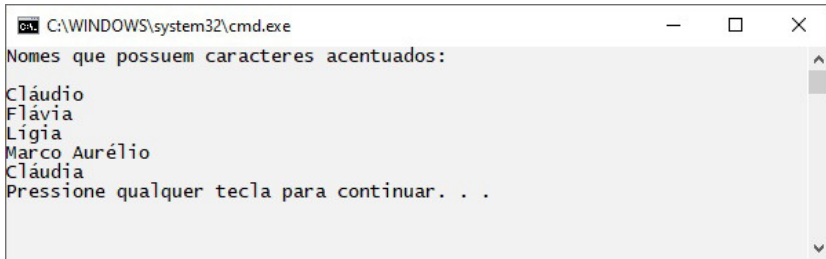 C:\WINDOWS\system32\cmd.exe
Nomes que possuem caracteres acentuados:
Cláudio
Flávia
Lígia
Marco Aurélio
Cláudia
Pressione qualquer tecla para continuar. . .